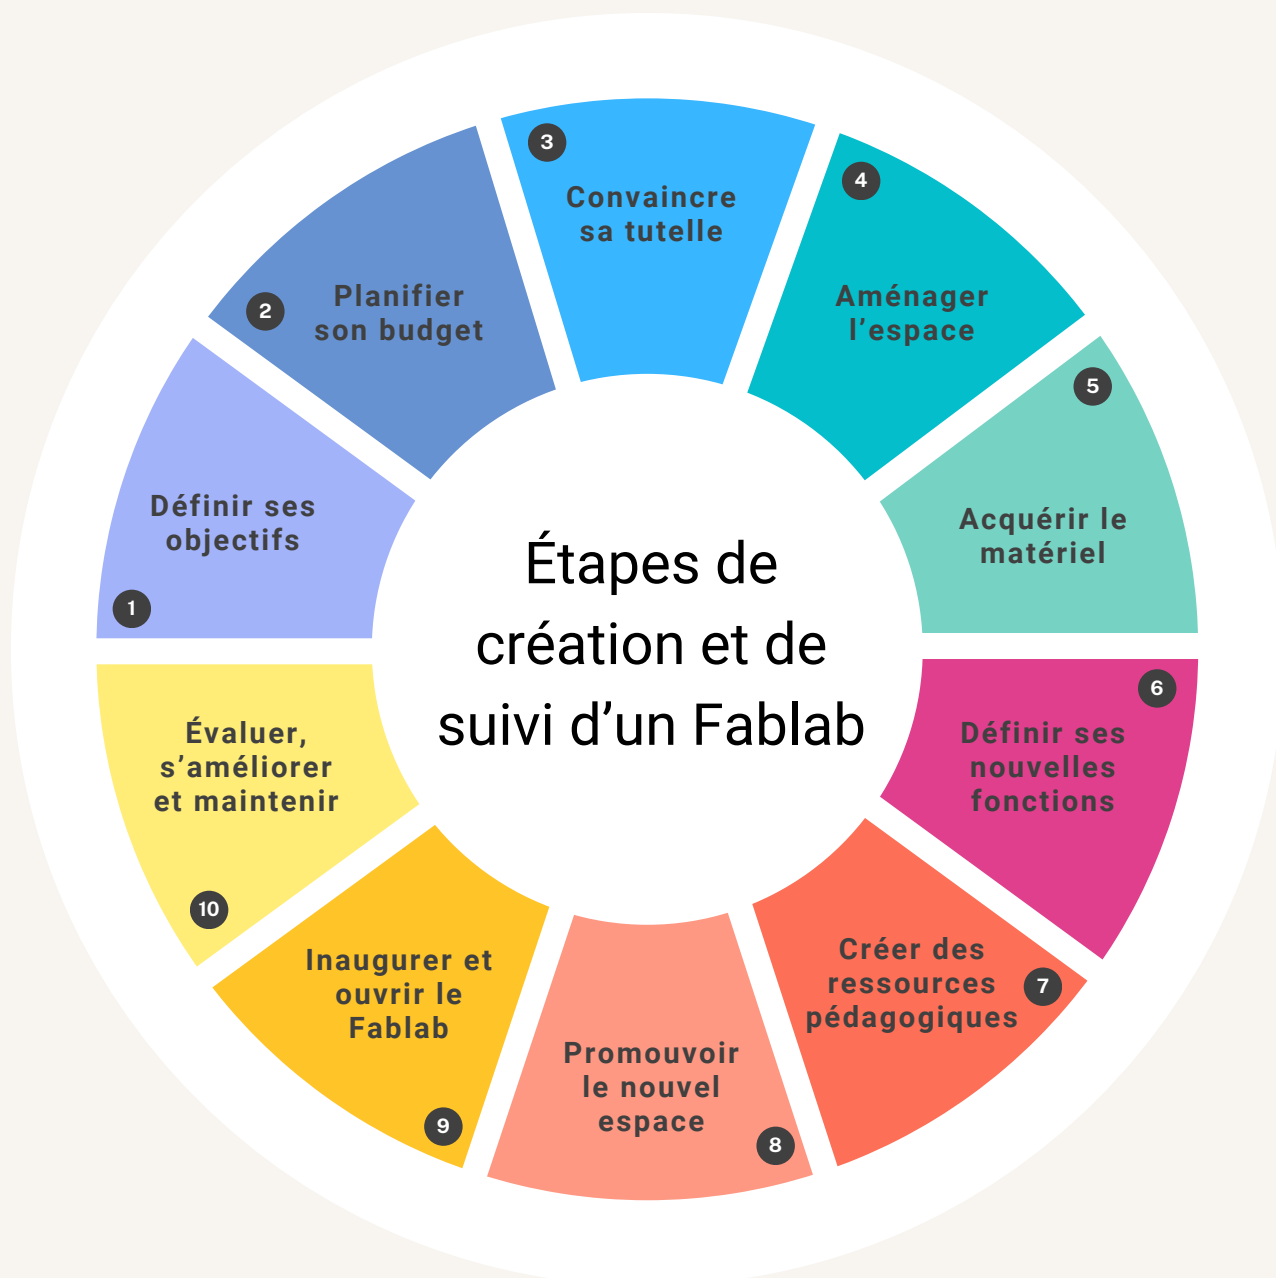 Étapes de
création et de
suivi d’un Fablab
1
Définir ses
objectifs
2
Planifier
son budget
3
Convaincre
sa tutelle
4
Aménager
l’espace
5
Acquérir le
matériel
6
Définir ses
nouvelles
fonctions
7
Créer des
ressources
pédagogiques
8
Promouvoir
le nouvel
espace
9
Inaugurer et
ouvrir le
Fablab
10
Évaluer,
s’améliorer
et maintenir